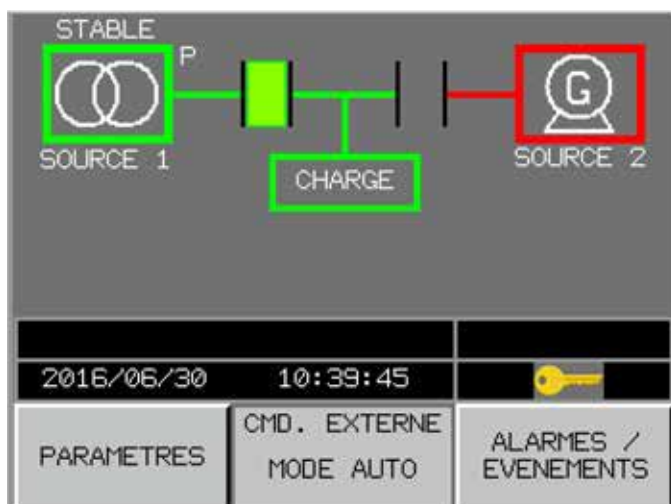 STABLE
P
G
SOURCE 1
SOURCE 2
CHARGE
2016/06/30 10:39:45
PARAMETRES
CMD. EXTERNE
MODE AUTO
ALARMES /
EVENEMENTS